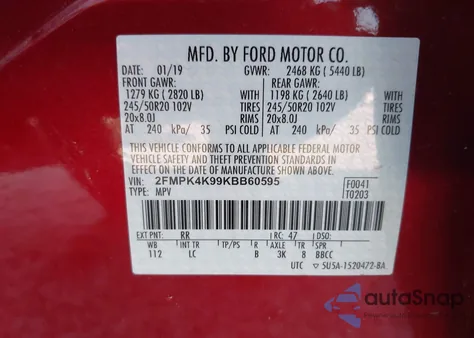 MFD. BY FORD MOTOR CO.
DATE: 01/19 GVWR: 2468 KG ( 5440 LB)
FRONT GAWR: REAR GAWR:
1279 KG ( 2820 LB) 1198 KG ( 2640 LB)
245/50R20 102V TIRES 245/50R20 102V TIRES
20x8.0J RIMS 20x8.0J RIMS
AT 240 kPa/ 35 PSI COLD AT 240 kPa/ 35 PSI COLD
THIS VEHICLE CONFORMS TO ALL APPLICABLE FEDERAL MOTOR
VEHICLE SAFETY AND THEFT PREVENTION STANDARDS IN
EFFECT ON THE DATE OF MANUFACTURE SHOWN ABOVE.
VIN: 2FMPK4K99KBB60595 F0041
TYPE: MPV T0203
EXT PNT: RR RC: 47 DSO:
WB INT TR TP/PS R AXLE TR SPR
112 LC B 3K 8 BBCC
UTC 5U5A-1520472-BA
autoSnap